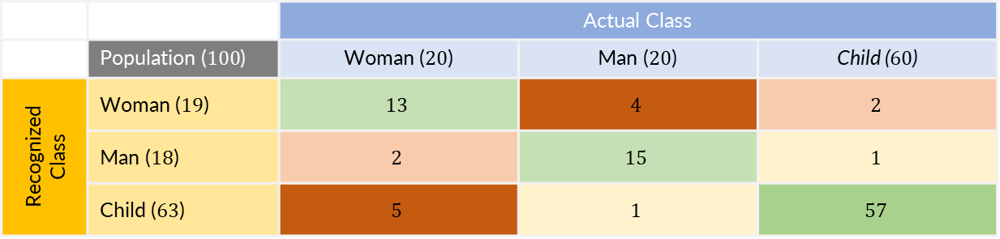 Actual Class
Population (100) Woman (20) Man (20) Child (60)
Recognized
Class
Woman (19) 13 4 2
Man (18) 2 15 1
Child (63) 5 1 57